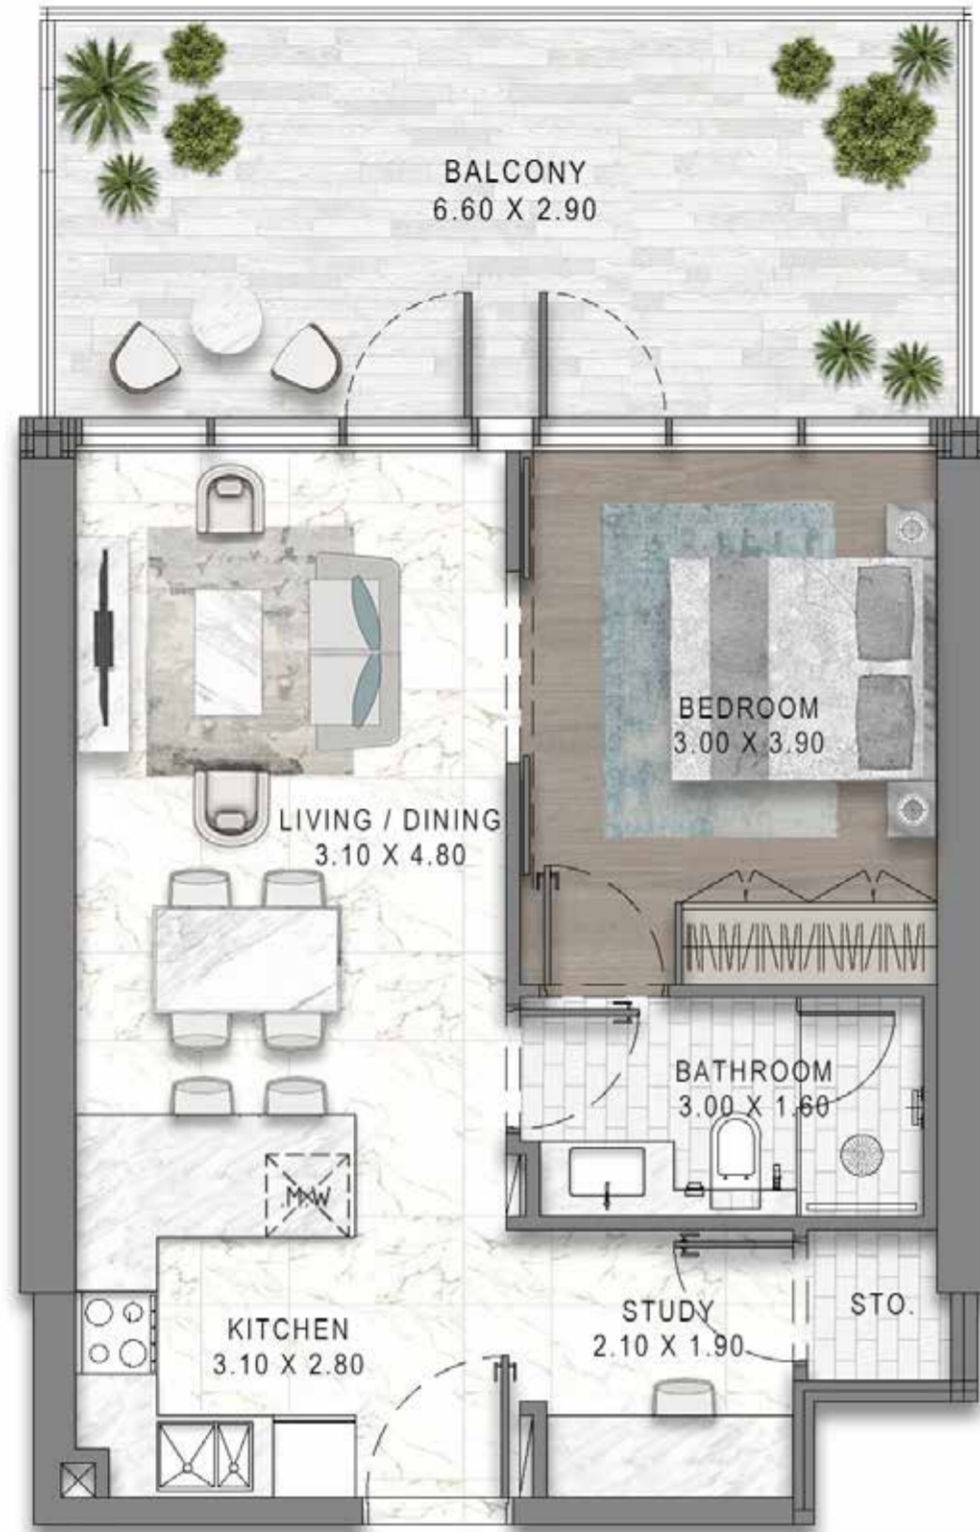 BALCONY
6.60 X 2.90
BEDROOM
3.00 X 3.90
LIVING / DINING
3.10 X 4.80
BATHROOM
3.00 X 1.60
M.W
KITCHEN
3.10 X 2.80
STUDY
2.10 X 1.90
STO.